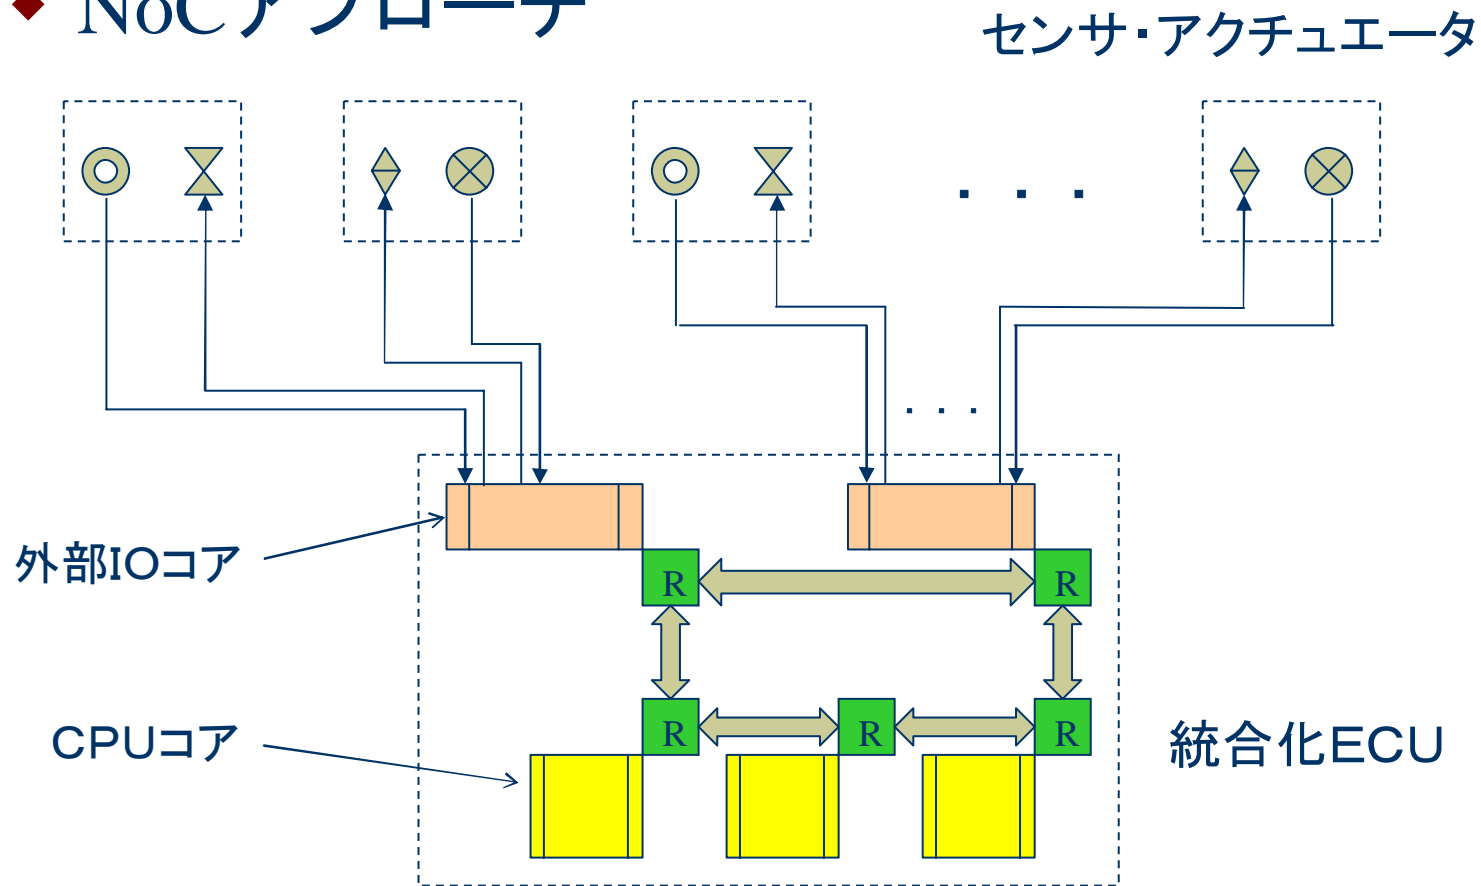 NoCアプローチ
センサ・アクチュエータ
. . .
. . .
外部IOコア
R
R
CPUコア
R
R
R
統合化ECU